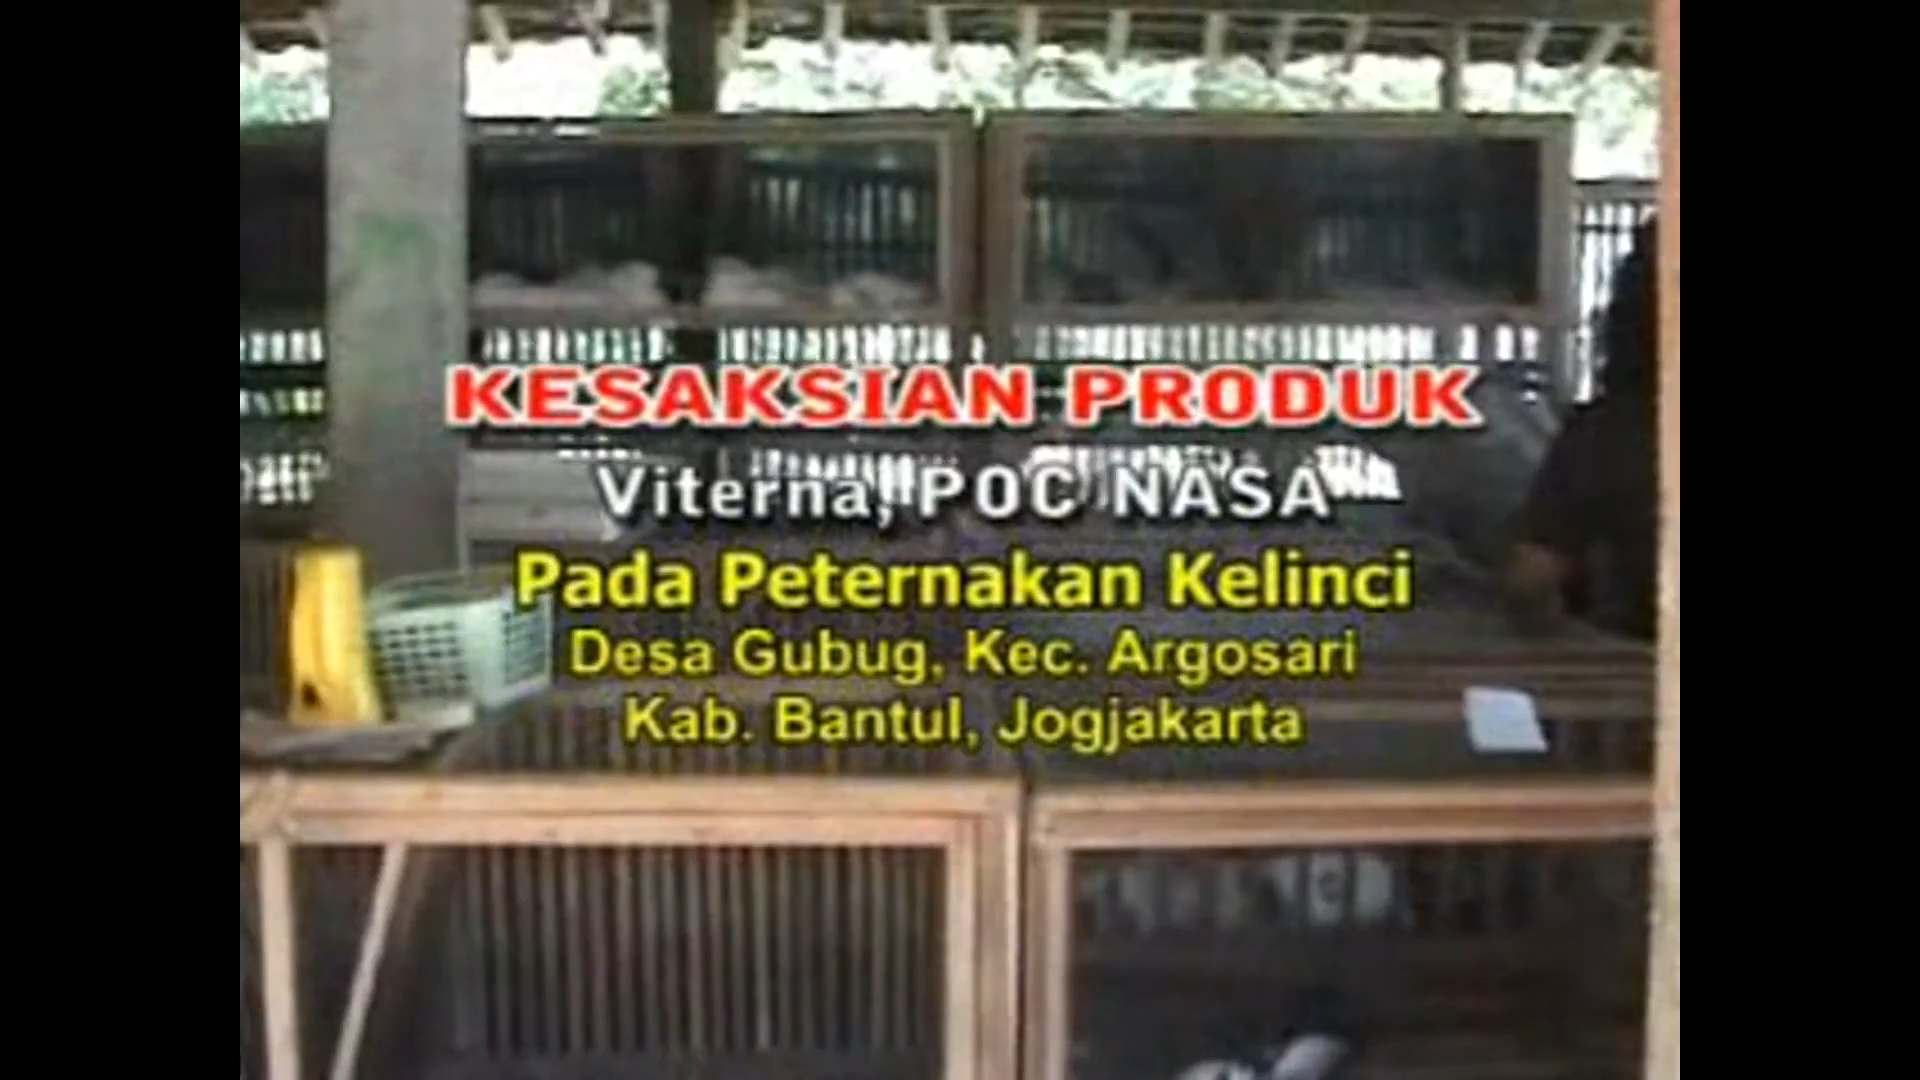 KESAKSIAN PRODUK
Viterna, POC NASA
Pada Peternakan Kelinci
Desa Gubug, Kec. Argosari
Kab. Bantul, Jogjakarta